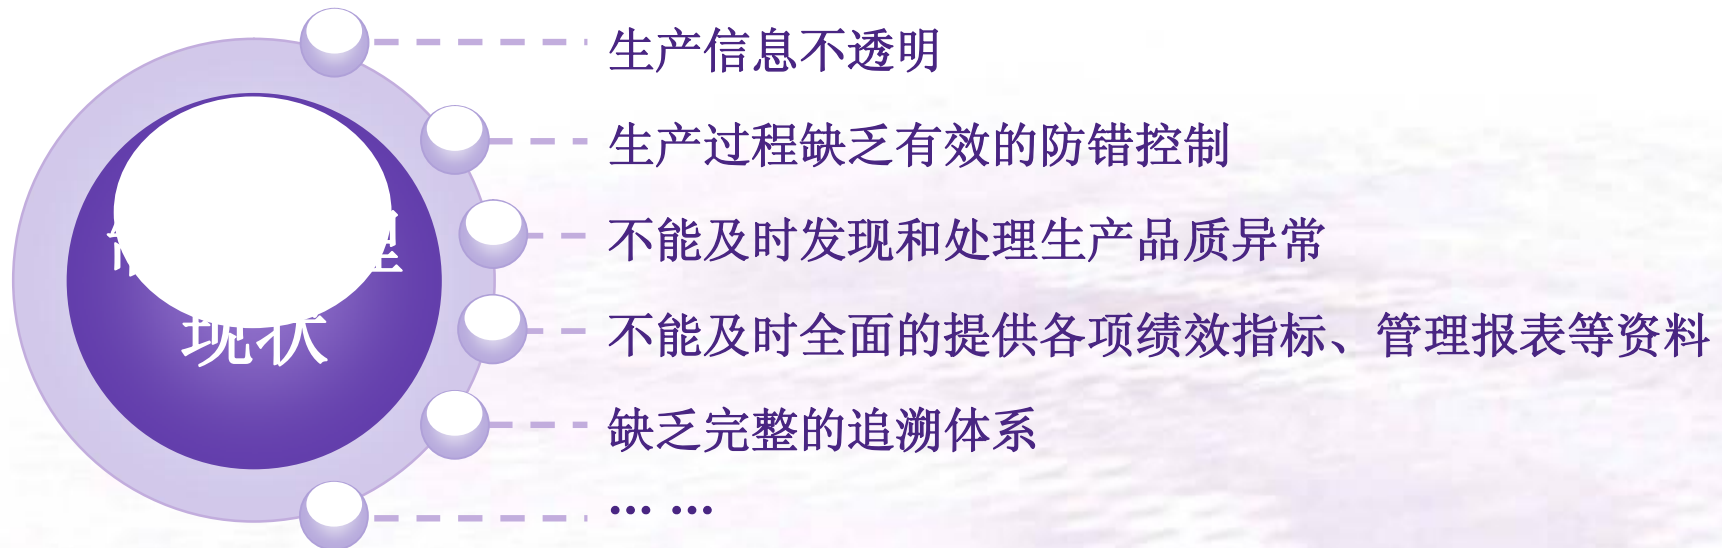 现状
生产信息不透明
生产过程缺乏有效的防错控制
不能及时发现和处理生产品质异常
不能及时全面的提供各项绩效指标、管理报表等资料
缺乏完整的追溯体系
... ...